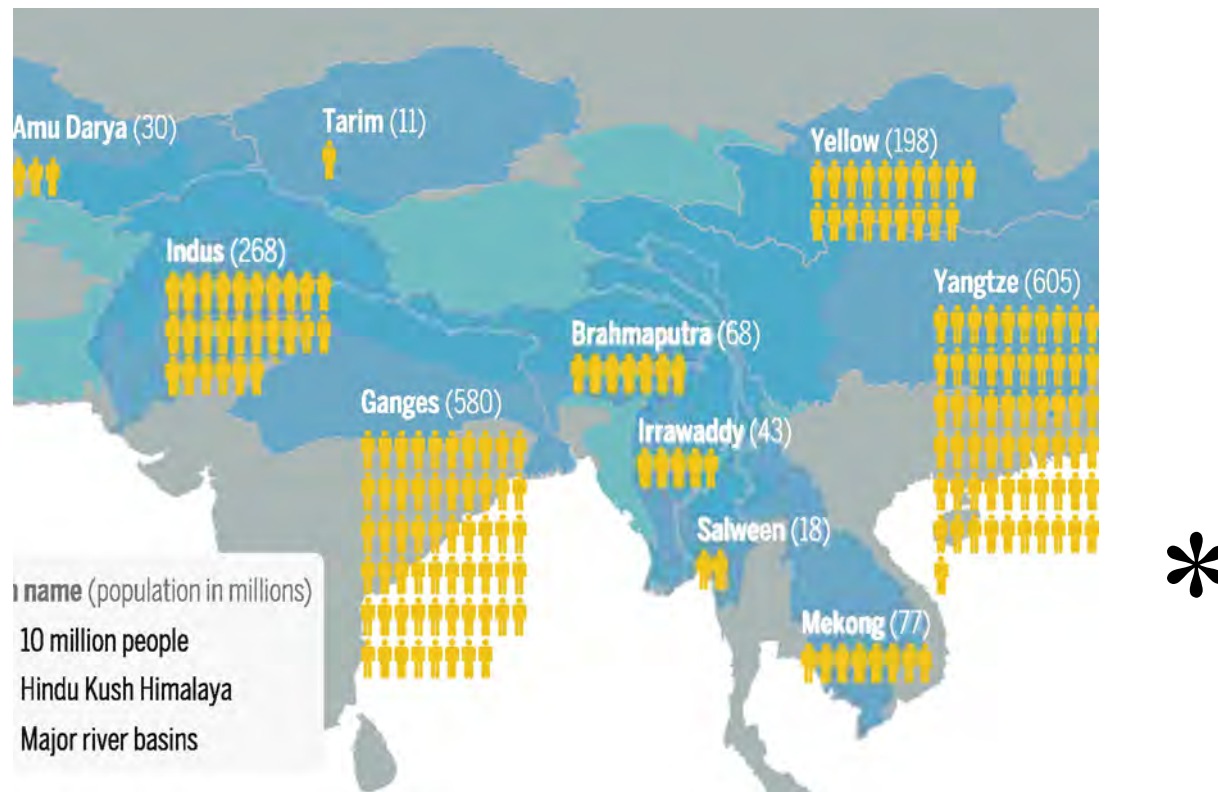 Amu Darya (30)
Tarim (11)
Yellow (198)
Indus (268)
Yangtze (605)
Brahmaputra (68)
Ganges (580)
Irrawaddy (43)
Salween (18)
Mekong (77)
name (population in millions)
10 million people
Hindu Kush Himalaya
Major river basins
*